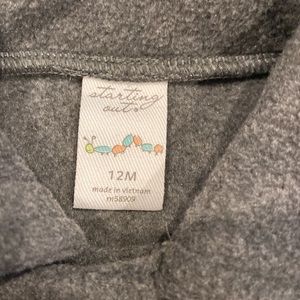 starting
out
12M
made in vietnam
rn58909